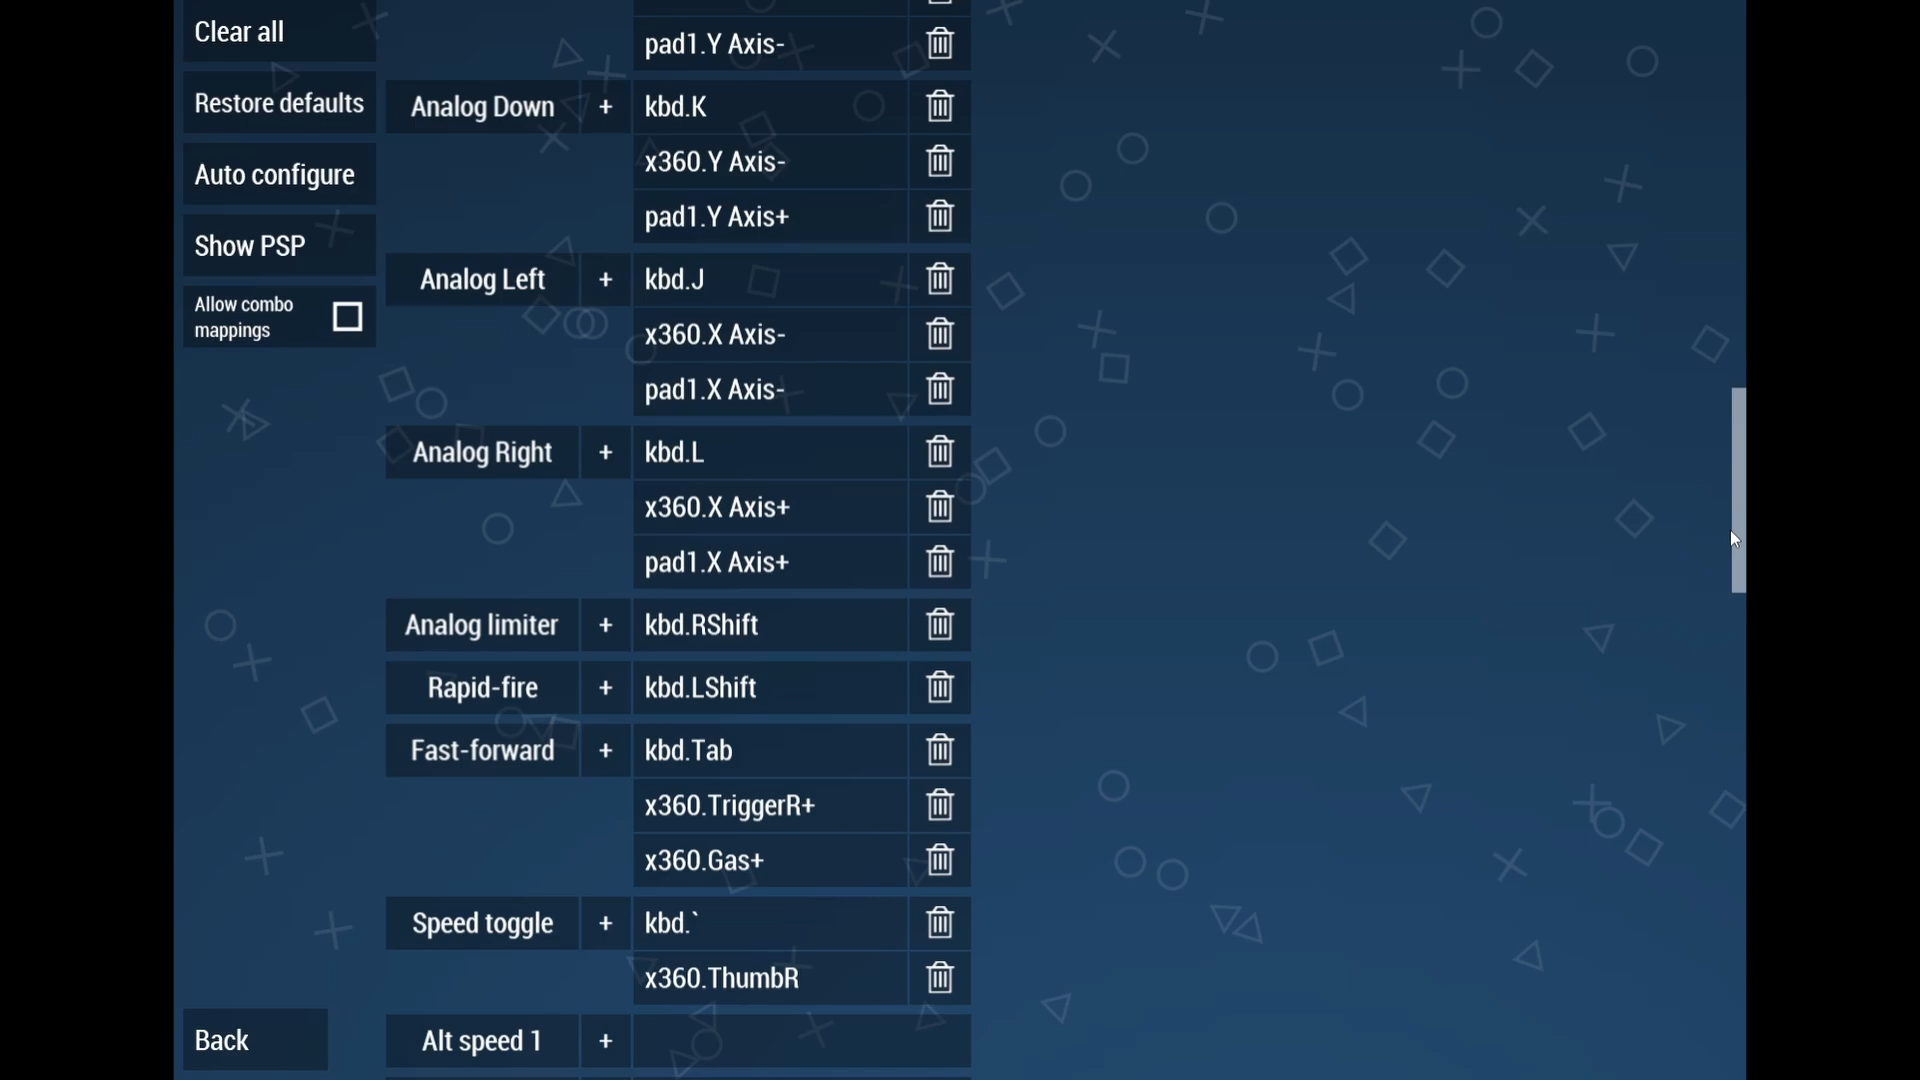 Clear all
Restore defaults
Auto configure
Show PSP
Allow combo
mappings
Back
pad1.Y Axis-
Analog Down + kbd.K
x360.Y Axis-
pad1.Y Axis+
Analog Left + kbd.J
x360.X Axis-
pad1.X Axis-
Analog Right + kbd.L
x360.X Axis+
pad1.X Axis+
Analog limiter + kbd.RShift
Rapid-fire + kbd.LShift
Fast-forward + kbd.Tab
x360.TriggerR+
x360.Gas+
Speed toggle + kbd.`
x360.ThumbR
Alt speed 1 +